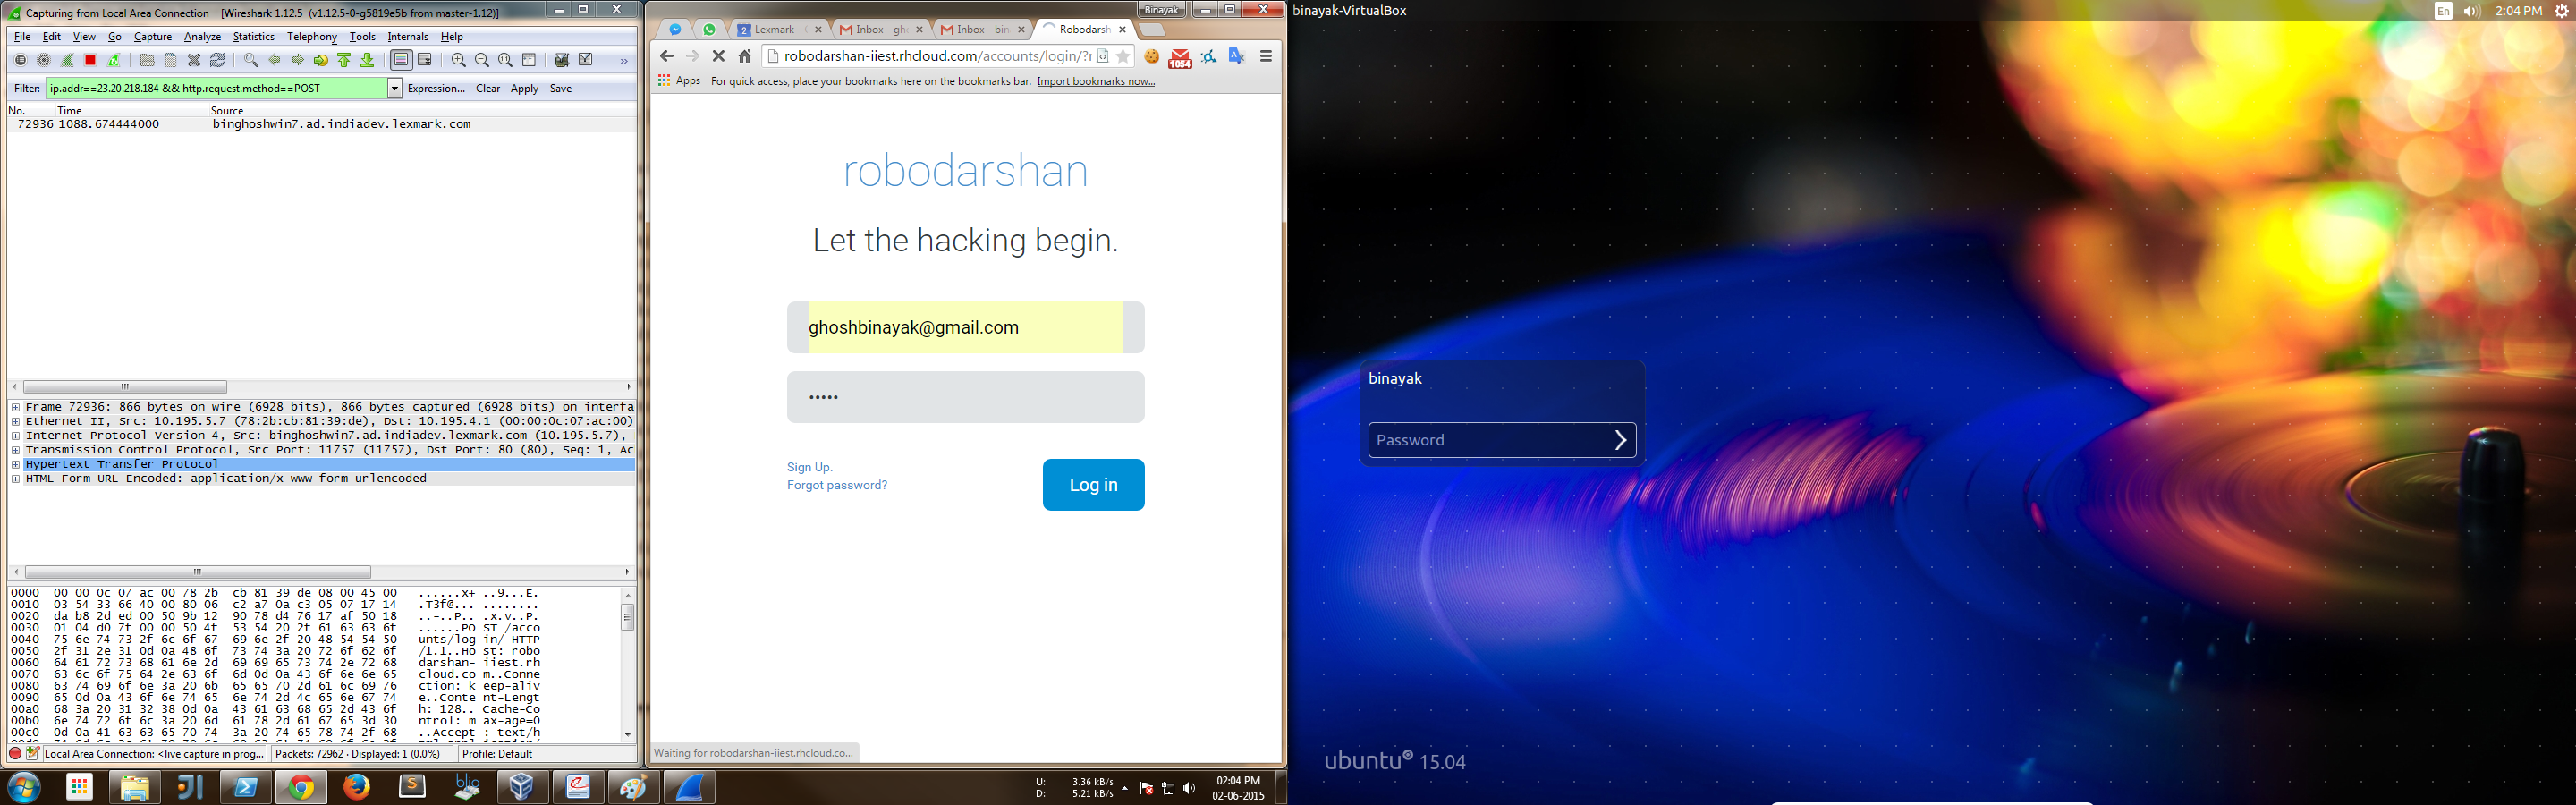 Capturing from Local Area Connection [Wireshark 1.12.5 (v1.12.5-0-g5819e5b from master-1.12)]
File Edit View Go Capture Analyze Statistics Telephony Tools Internals Help
Filter: ip.addr==23.20.218.184 && http.request.method==POST Expression... Clear Apply Save
No. Time Source
72936 1088.674444000 binghoshwin7.ad.indiadev.lexmark.com
Frame 72936: 866 bytes on wire (6928 bits), 866 bytes captured (6928 bits) on interfa
Ethernet II, Src: 10.195.5.7 (78:2b:cb:81:39:de), Dst: 10.195.4.1 (00:00:0c:07:ac:00)
Internet Protocol Version 4, Src: binghoshwin7.ad.indiadev.lexmark.com (10.195.5.7),
Transmission Control Protocol, Src Port: 11757 (11757), Dst Port: 80 (80), Seq: 1, Ac
Hypertext Transfer Protocol
HTML Form URL Encoded: application/x-www-form-urlencoded
0000 00 00 0c 07 ac 00 78 2b cb 81 39 de 08 00 45 00 ......x+ ..9...E.
0010 03 54 33 66 40 00 80 06 c2 a7 0a c3 05 07 17 14 .T3f@... ........
0020 da b8 2d ed 00 50 9b 12 90 78 d4 76 17 af 50 18 ..-..P.. .x.v..P.
0030 01 04 d0 7f 00 00 50 4f 53 54 20 2f 61 63 63 6f ......PO ST /acco
0040 75 6e 74 73 2f 6c 6f 67 69 6e 2f 20 48 54 54 50 unts/log in/ HTTP
0050 2f 31 2e 31 0d 0a 48 6f 73 74 3a 20 72 6f 62 6f /1.1..Ho st: robo
0060 64 61 72 73 68 61 6e 2d 69 69 65 73 74 2e 72 68 darshan- iiest.rh
0070 63 6c 6f 75 64 2e 63 6f 6d 0d 0a 43 6f 6e 6e 65 cloud.co m..Conne
0080 63 74 69 6f 6e 3a 20 6b 65 65 70 2d 61 6c 69 76 ction: k eep-aliv
0090 65 0d 0a 43 6f 6e 74 65 6e 74 2d 4c 65 6e 67 74 e..Conte nt-Lengt
00a0 68 3a 20 31 32 38 0d 0a 43 61 63 68 65 2d 43 6f h: 128.. Cache-Co
00b0 6e 74 72 6f 6c 3a 20 6d 61 78 2d 61 67 65 3d 30 ntrol: m ax-age=0
00c0 0d 0a 41 63 63 65 70 74 3a 20 74 65 78 74 2f 68 ..Accept : text/h
Local Area Connection: <live capture in prog... Packets: 72962 · Displayed: 1 (0.0%) Profile: Default
Binayak
2 Lexmark - Inbox - gho Inbox - bin Robodarsh
robodarshan-iiest.rhcloud.com/accounts/login/?r
1054
Apps For quick access, place your bookmarks here on the bookmarks bar. Import bookmarks now...
robodarshan
Let the hacking begin.
ghoshbinayak@gmail.com
•••••
Sign Up.
Forgot password?
Log in
Waiting for robodarshan-iiest.rhcloud.co...
blip
U: 3.36 kB/s
D: 5.21 kB/s
02:04 PM
02-06-2015
binayak-VirtualBox
En
2:04 PM
binayak
Password
ubuntu 15.04